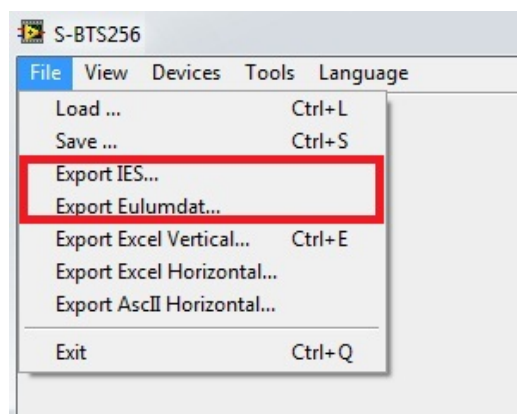 S-BTS256
File View Devices Tools Language
Load ... Ctrl+L
Save ... Ctrl+S
Export IES...
Export Eulumdat...
Export Excel Vertical... Ctrl+E
Export Excel Horizontal...
Export AscII Horizontal...
Exit Ctrl+Q